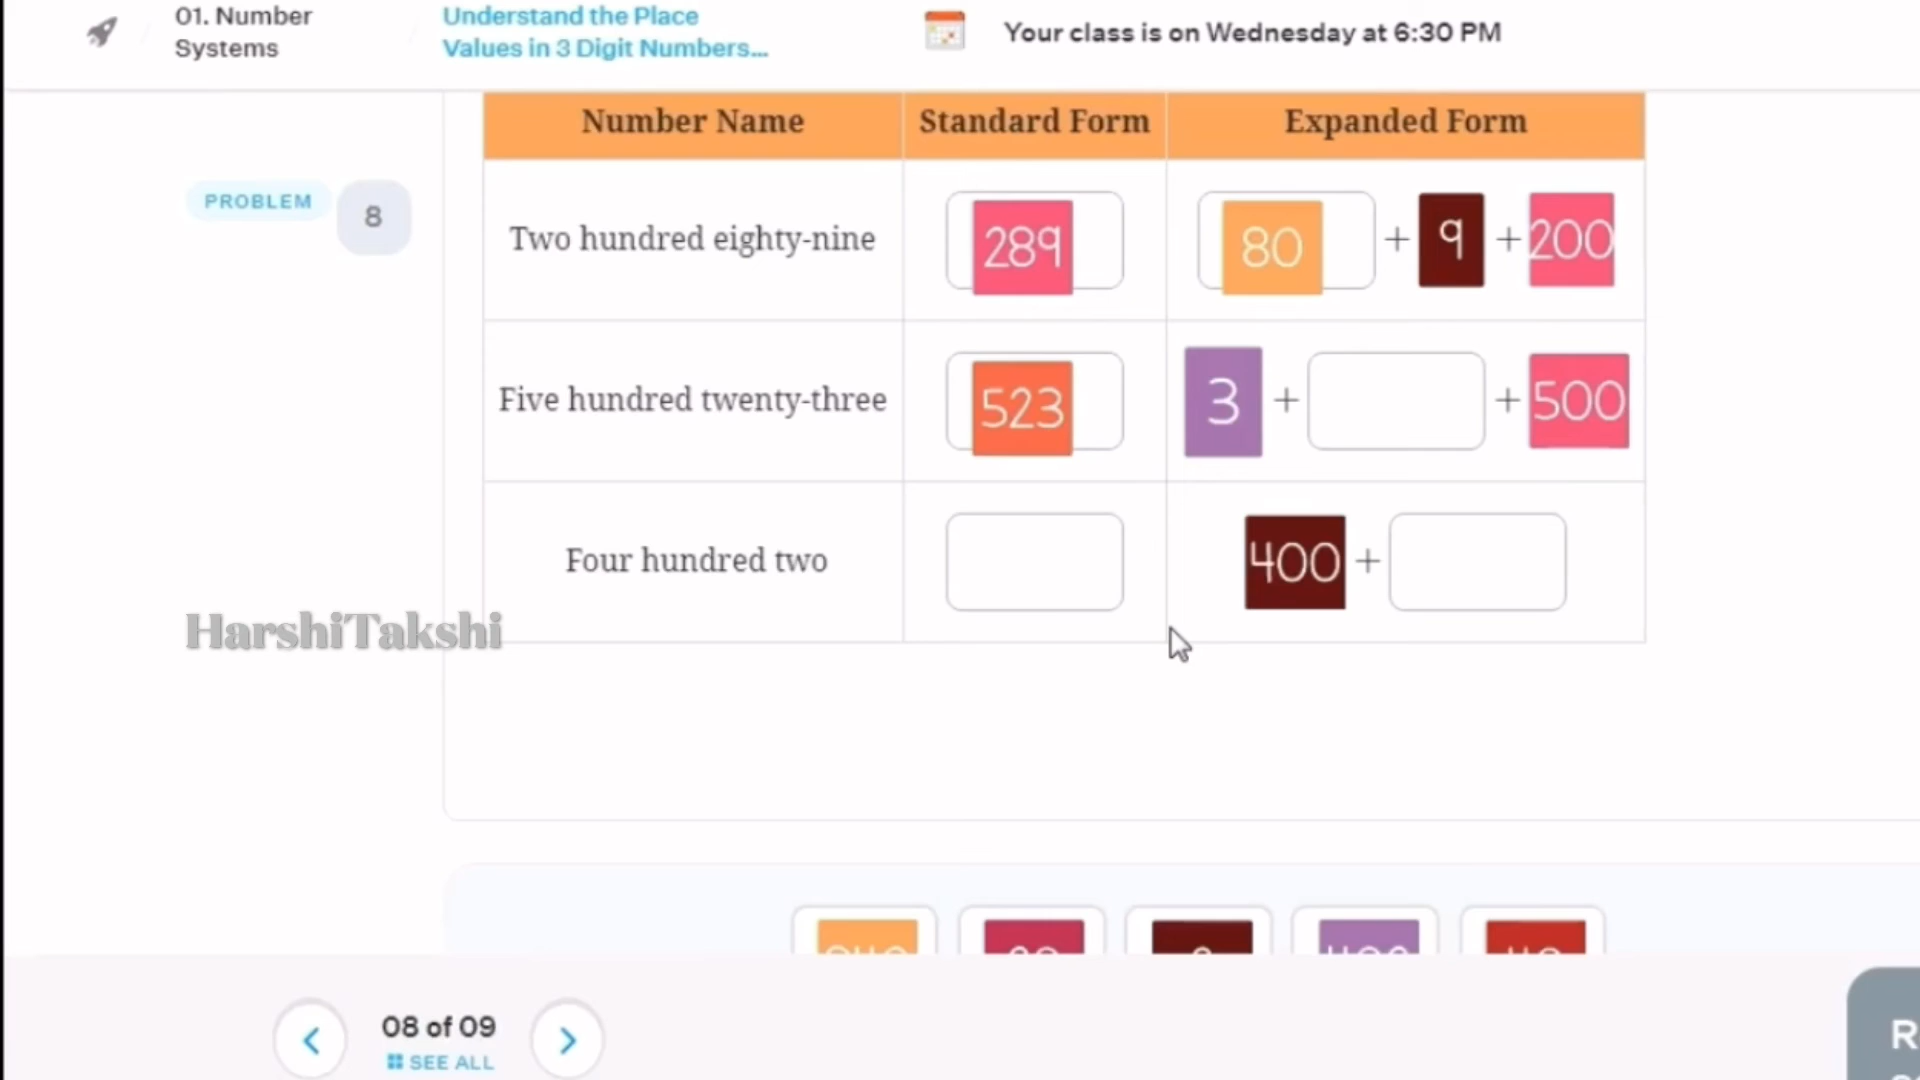 01. Number Systems
Understand the Place Values in 3 Digit Numbers...
Your class is on Wednesday at 6:30 PM
Number Name Standard Form Expanded Form
PROBLEM 8
Two hundred eighty-nine 289 80 + 9 + 200
Five hundred twenty-three 523 3 + + 500
Four hundred two 400 +
HarshiTakshi
08 of 09
SEE ALL